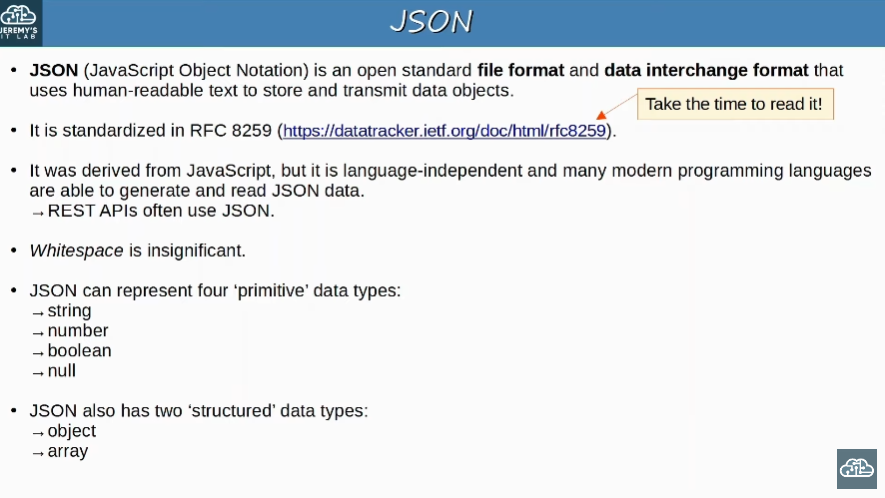 JEREMY'S
IT LAB
JSON
• JSON (JavaScript Object Notation) is an open standard file format and data interchange format that
uses human-readable text to store and transmit data objects.
Take the time to read it!
• It is standardized in RFC 8259 (https://datatracker.ietf.org/doc/html/rfc8259).
• It was derived from JavaScript, but it is language-independent and many modern programming languages
are able to generate and read JSON data.
→REST APIs often use JSON.
• Whitespace is insignificant.
• JSON can represent four ‘primitive’ data types:
→string
→number
→boolean
→null
• JSON also has two ‘structured’ data types:
→object
→array